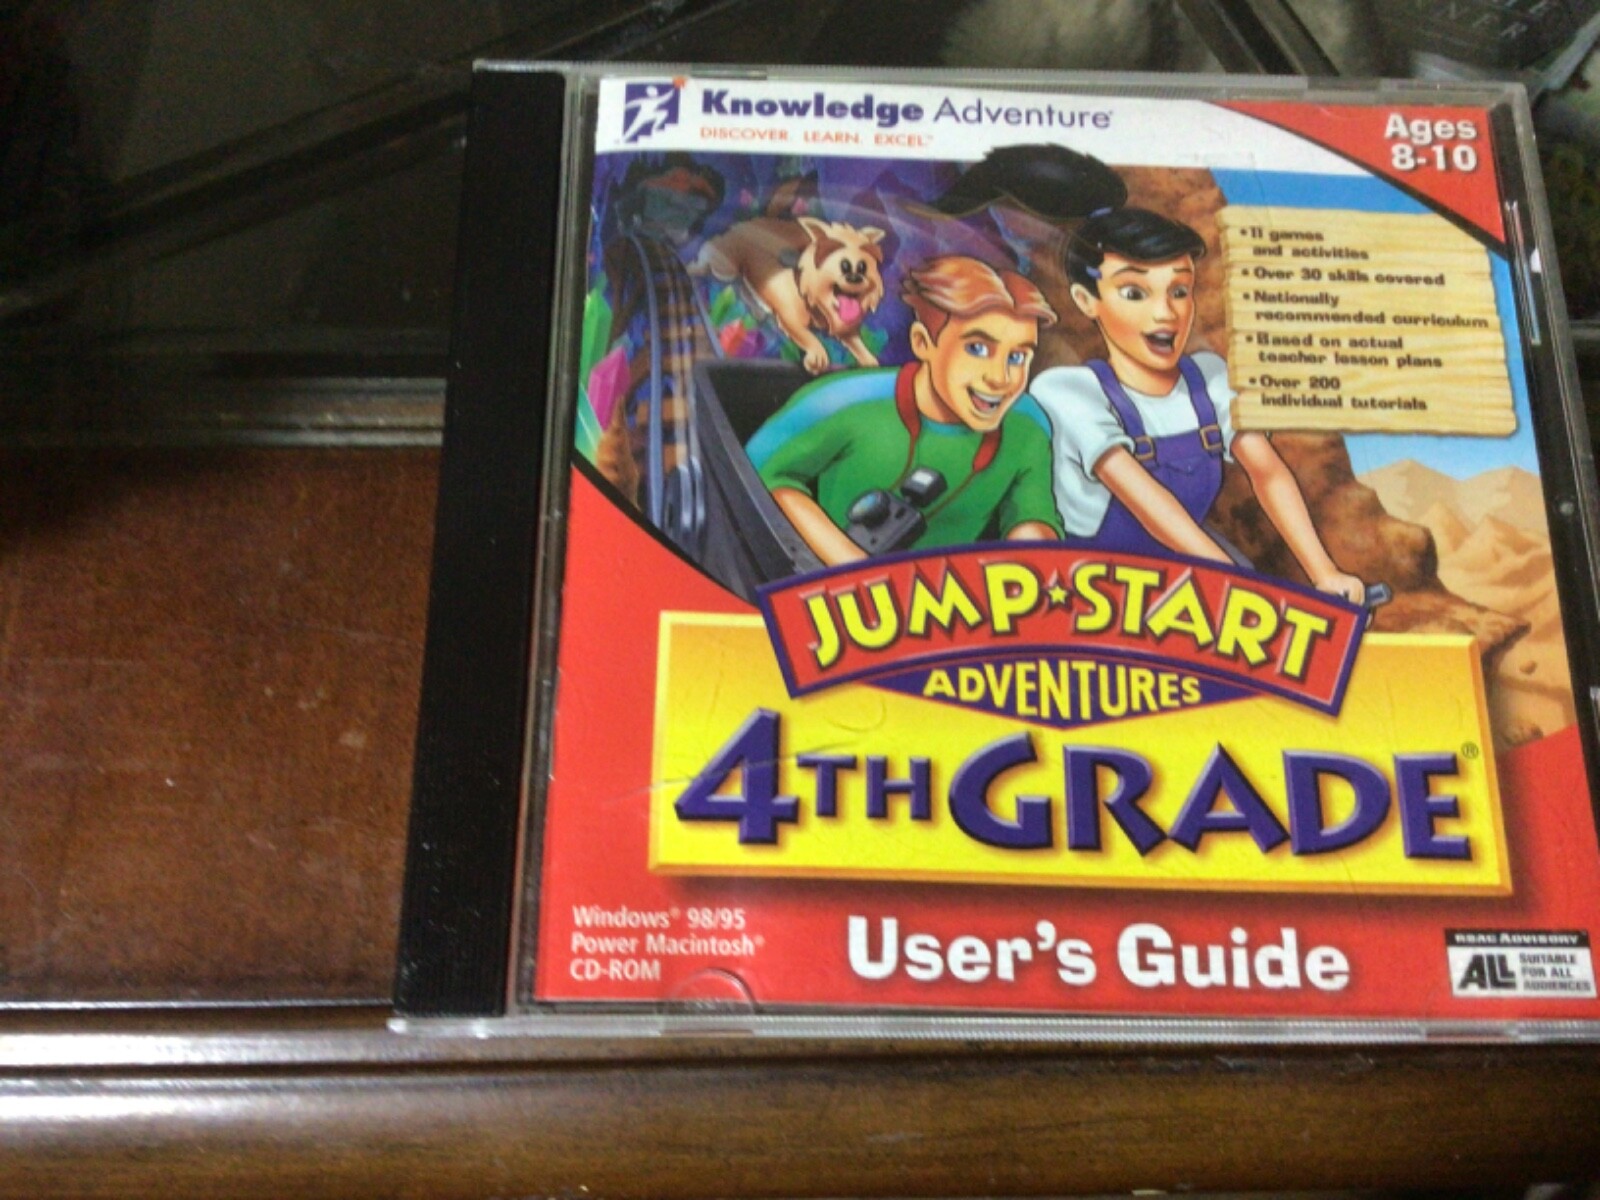 Knowledge Adventure®
DISCOVER. LEARN. EXCEL™
Ages
8-10
• 11 games
and activities
• Over 30 skills covered
• Nationally
recommended curriculum
• Based on actual
teacher lesson plans
• Over 200
individual tutorials
JUMP★START
ADVENTURES
4TH GRADE®
Windows® 98/95
Power Macintosh®
CD-ROM
User's Guide
RSAC ADVISORY™
ALL
SUITABLE
FOR ALL
AUDIENCES